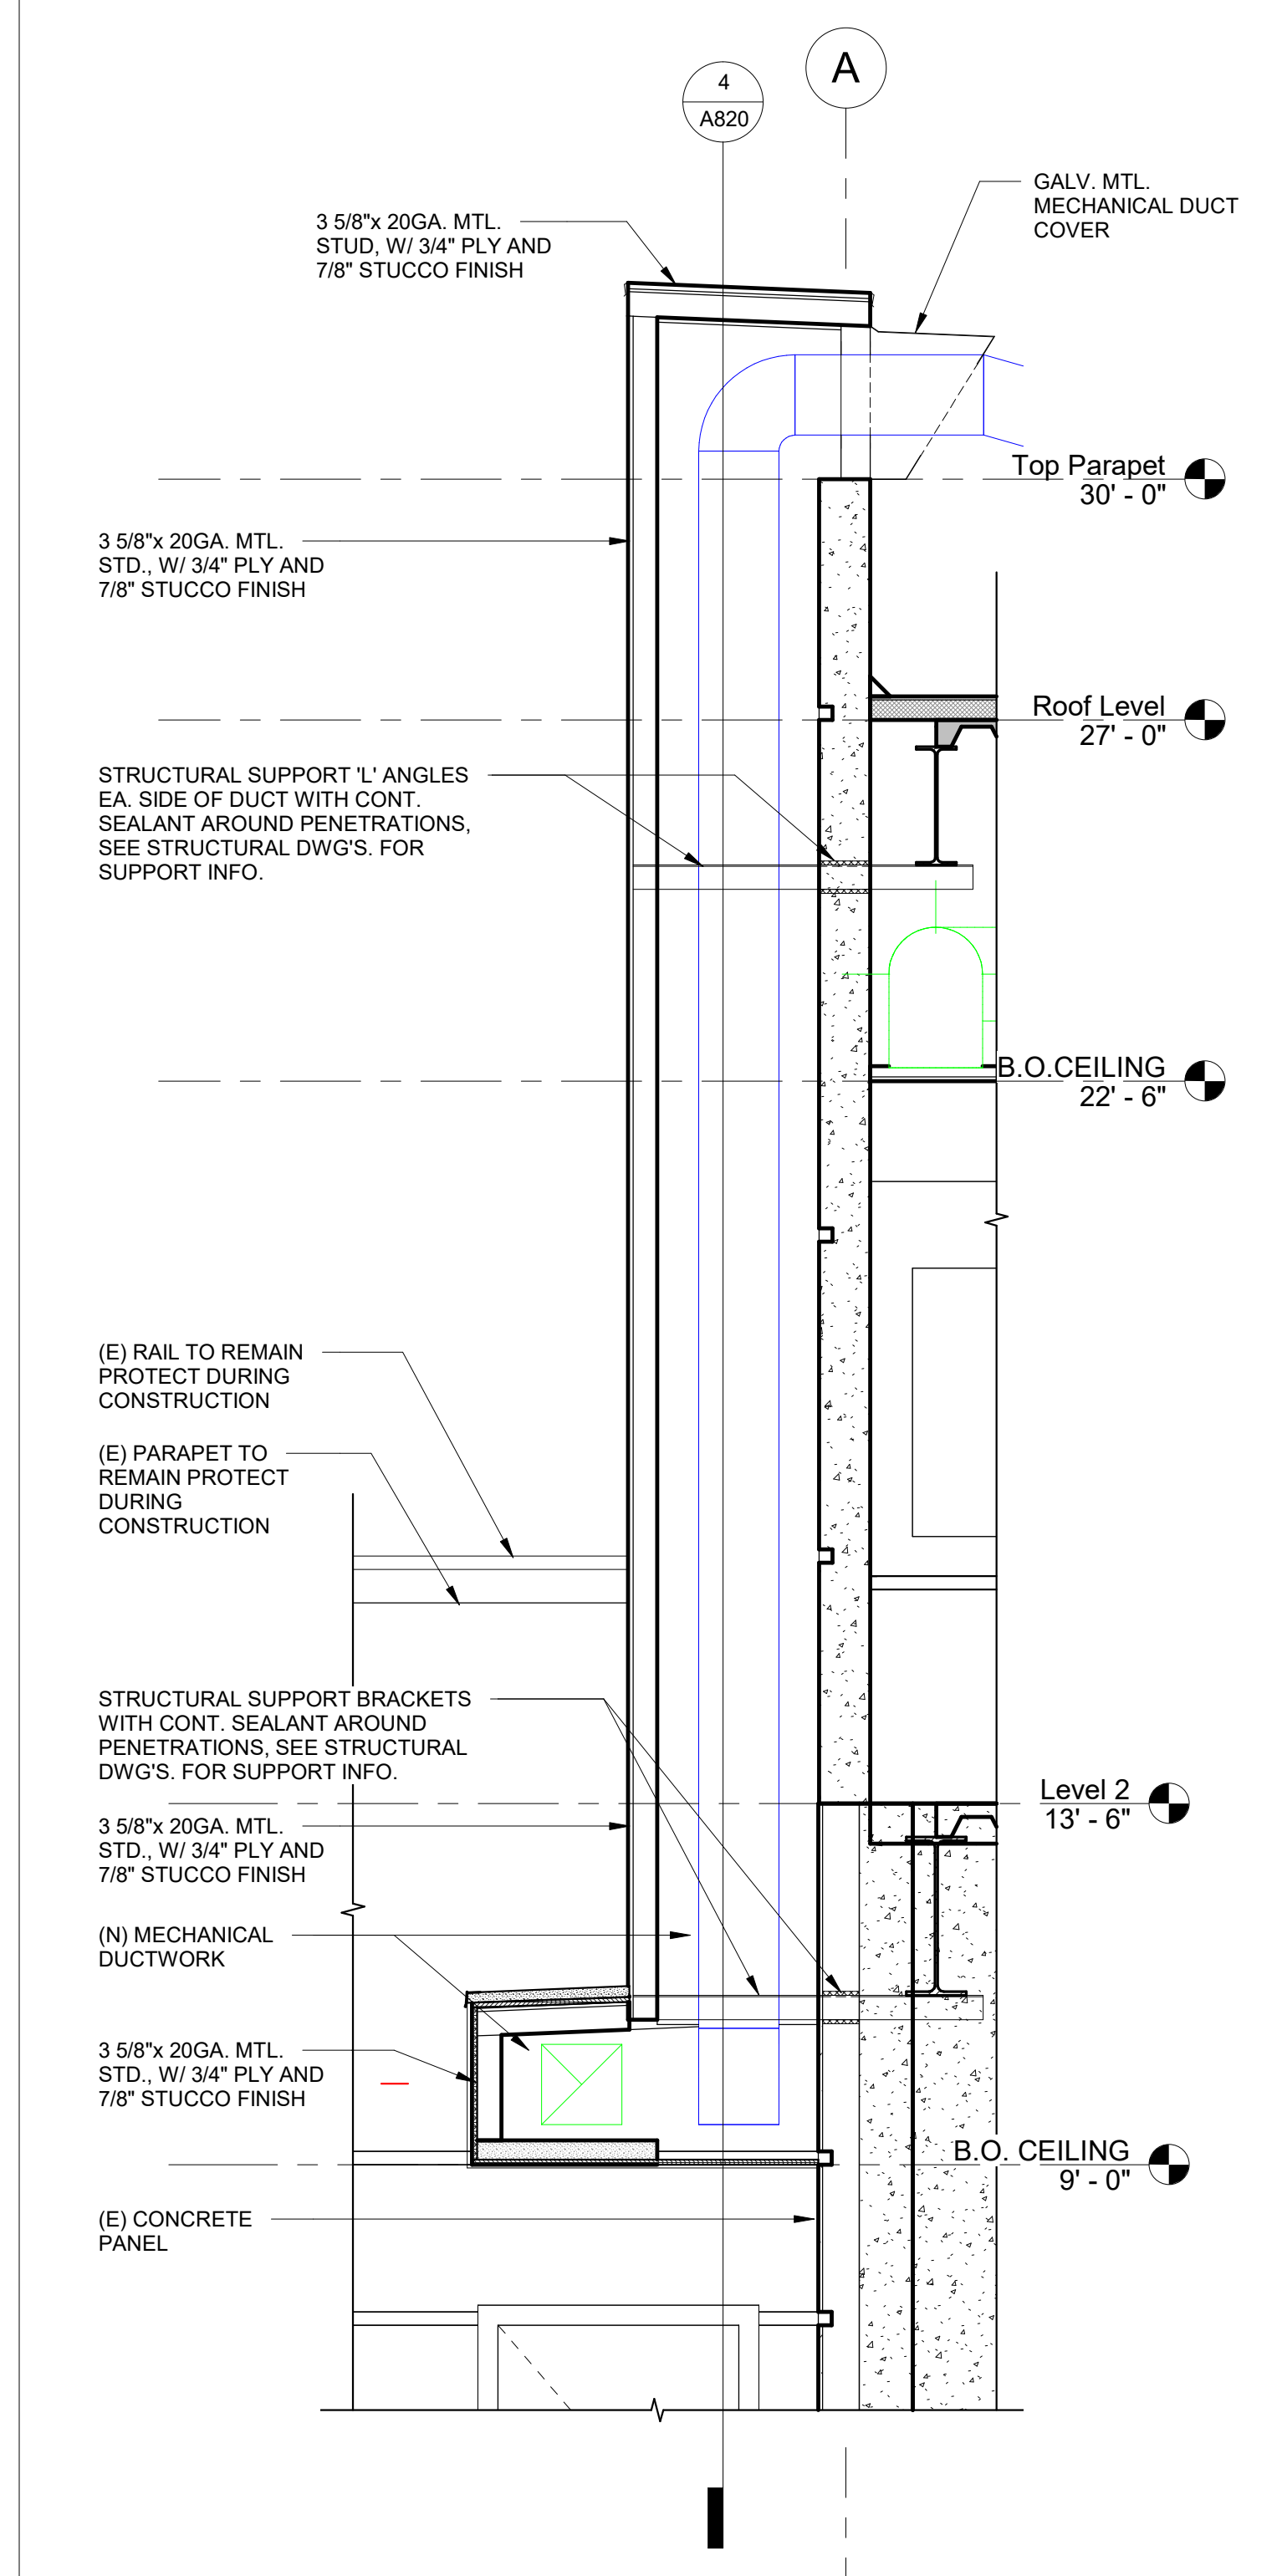 4
A820
A
GALV. MTL.
MECHANICAL DUCT
COVER
3 5/8"x 20GA. MTL.
STUD, W/ 3/4" PLY AND
7/8" STUCCO FINISH
Top Parapet
30' - 0"
3 5/8"x 20GA. MTL.
STD., W/ 3/4" PLY AND
7/8" STUCCO FINISH
Roof Level
27' - 0"
STRUCTURAL SUPPORT 'L' ANGLES
EA. SIDE OF DUCT WITH CONT.
SEALANT AROUND PENETRATIONS,
SEE STRUCTURAL DWG'S. FOR
SUPPORT INFO.
B.O.CEILING
22' - 6"
(E) RAIL TO REMAIN
PROTECT DURING
CONSTRUCTION
(E) PARAPET TO
REMAIN PROTECT
DURING
CONSTRUCTION
STRUCTURAL SUPPORT BRACKETS
WITH CONT. SEALANT AROUND
PENETRATIONS, SEE STRUCTURAL
DWG'S. FOR SUPPORT INFO.
Level 2
13' - 6"
3 5/8"x 20GA. MTL.
STD., W/ 3/4" PLY AND
7/8" STUCCO FINISH
(N) MECHANICAL
DUCTWORK
3 5/8"x 20GA. MTL.
STD., W/ 3/4" PLY AND
7/8" STUCCO FINISH
B.O. CEILING
9' - 0"
(E) CONCRETE
PANEL